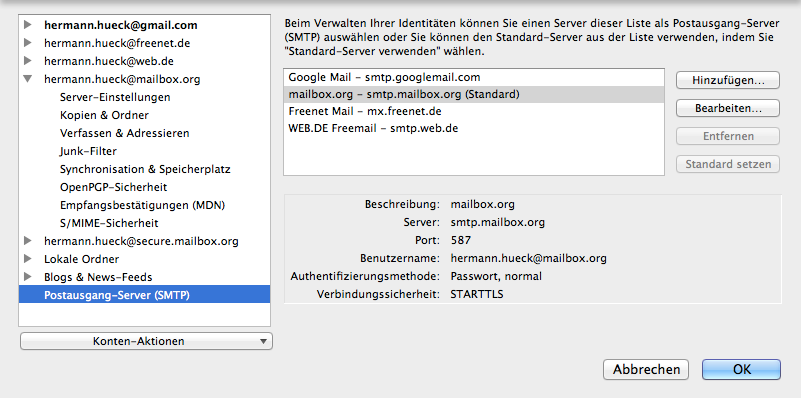 hermann.hueck@gmail.com
hermann.hueck@freenet.de
hermann.hueck@web.de
hermann.hueck@mailbox.org
Server-Einstellungen
Kopien & Ordner
Verfassen & Adressieren
Junk-Filter
Synchronisation & Speicherplatz
OpenPGP-Sicherheit
Empfangsbestätigungen (MDN)
S/MIME-Sicherheit
hermann.hueck@secure.mailbox.org
Lokale Ordner
Blogs & News-Feeds
Postausgang-Server (SMTP)
Konten-Aktionen
Beim Verwalten Ihrer Identitäten können Sie einen Server dieser Liste als Postausgang-Server
(SMTP) auswählen oder Sie können den Standard-Server aus der Liste verwenden, indem Sie
"Standard-Server verwenden" wählen.
Google Mail - smtp.googlemail.com
mailbox.org - smtp.mailbox.org (Standard)
Freenet Mail - mx.freenet.de
WEB.DE Freemail - smtp.web.de
Hinzufügen...
Bearbeiten...
Entfernen
Standard setzen
Beschreibung: mailbox.org
Server: smtp.mailbox.org
Port: 587
Benutzername: hermann.hueck@mailbox.org
Authentifizierungsmethode: Passwort, normal
Verbindungssicherheit: STARTTLS
Abbrechen
OK